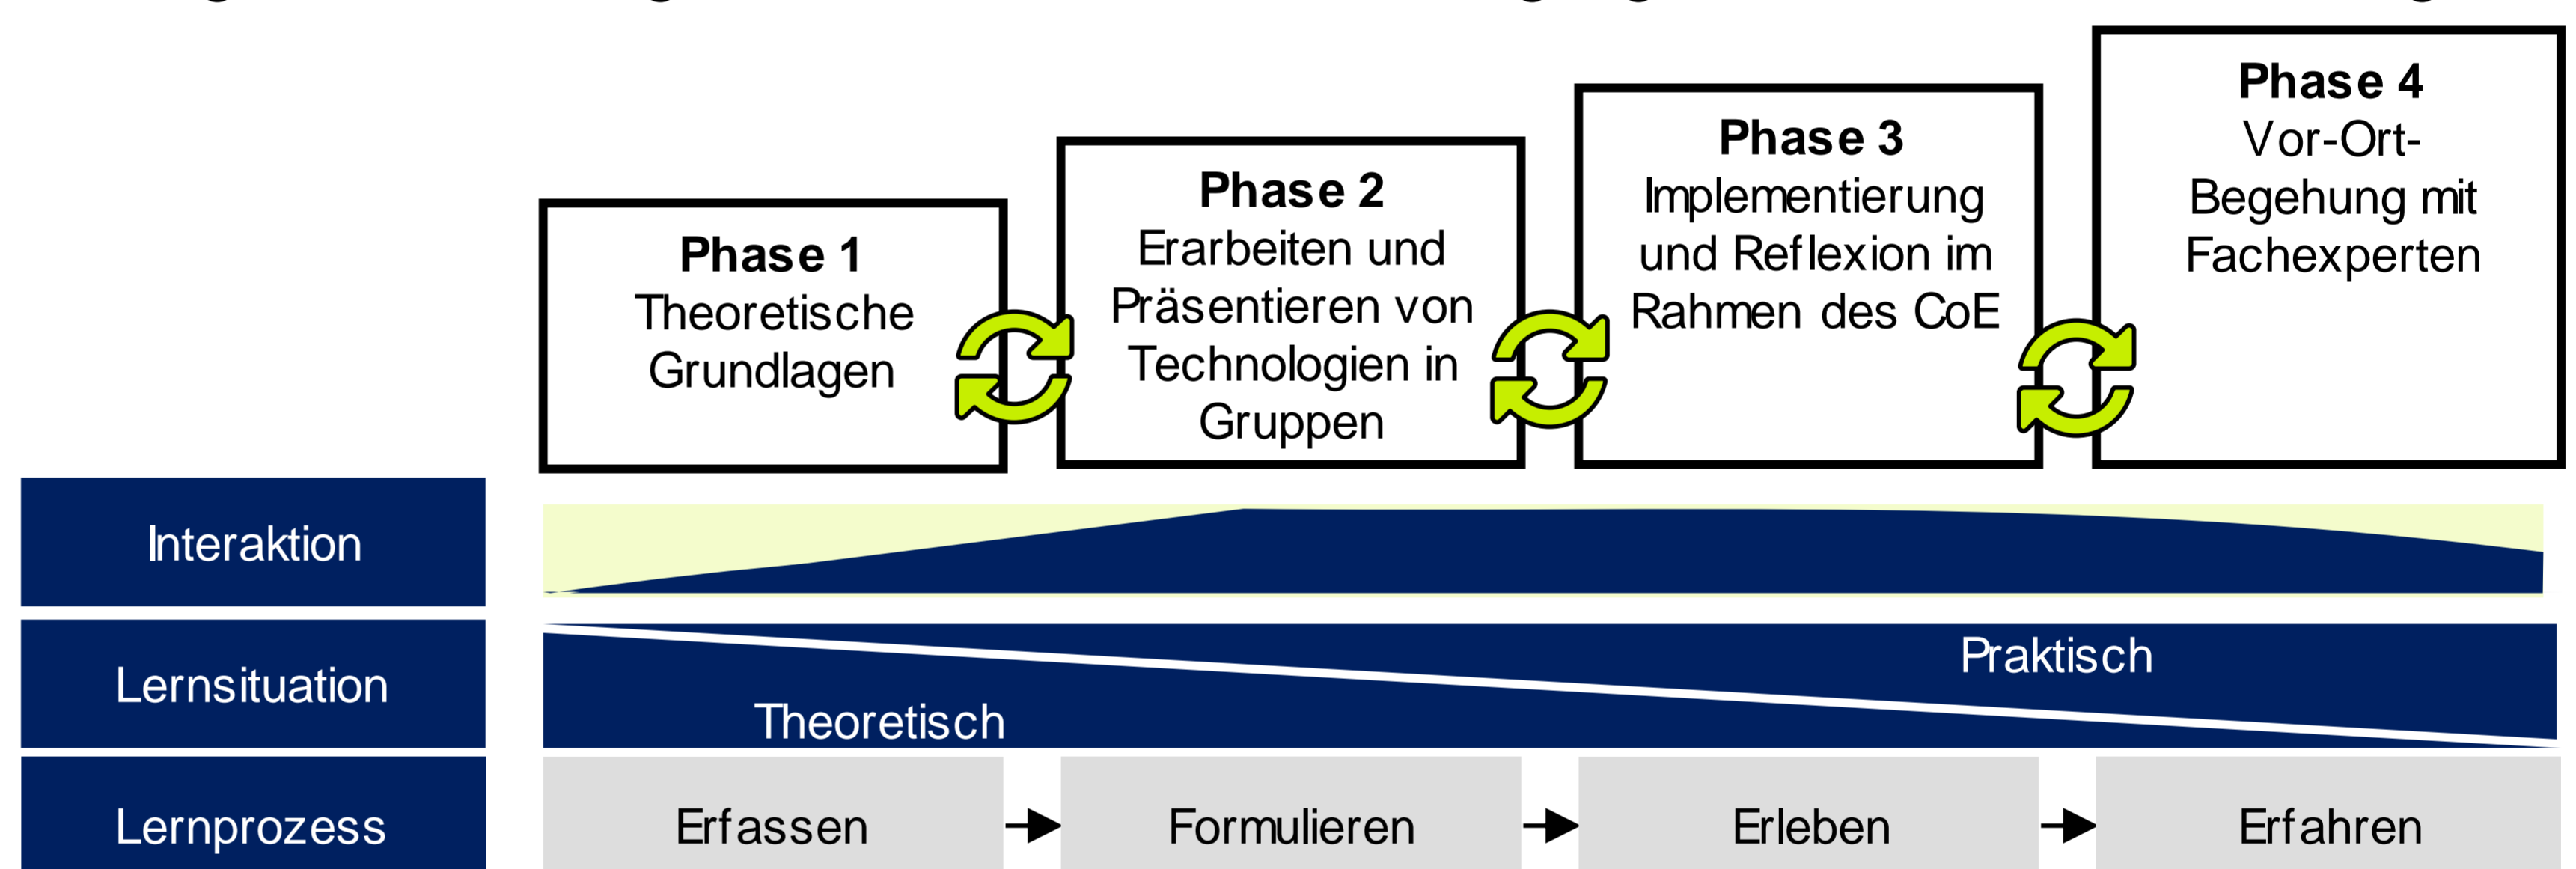 Phase 1
Theoretische
Grundlagen
Phase 2
Erarbeiten und
Präsentieren von
Technologien in
Gruppen
Phase 3
Implementierung
und Reflexion im
Rahmen des CoE
Phase 4
Vor-Ort-
Begehung mit
Fachexperten
Interaktion
Lernsituation
Praktisch
Theoretisch
Lernprozess
Erfassen
Formulieren
Erleben
Erfahren